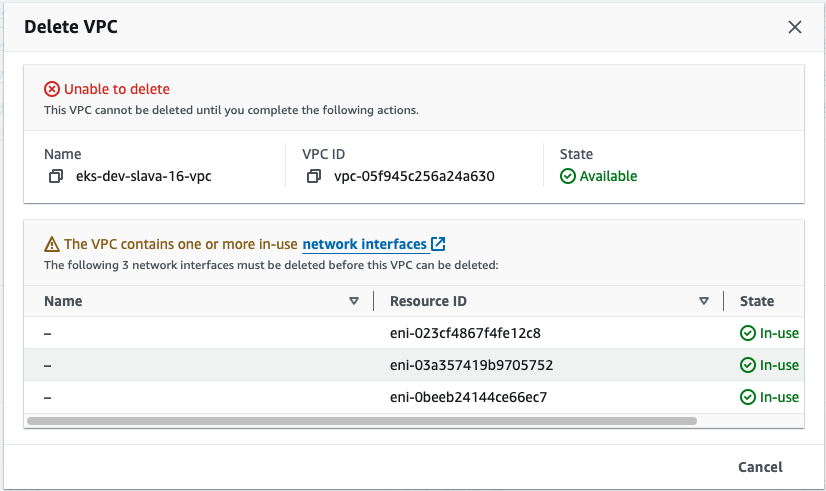 Delete VPC
Unable to delete
This VPC cannot be deleted until you complete the following actions.
Name VPC ID State
eks-dev-slava-16-vpc vpc-05f945c256a24a630 Available
The VPC contains one or more in-use network interfaces
The following 3 network interfaces must be deleted before this VPC can be deleted:
Name Resource ID State
– eni-023cf4867f4fe12c8 In-use
– eni-03a357419b9705752 In-use
– eni-0beeb24144ce66ec7 In-use
Cancel